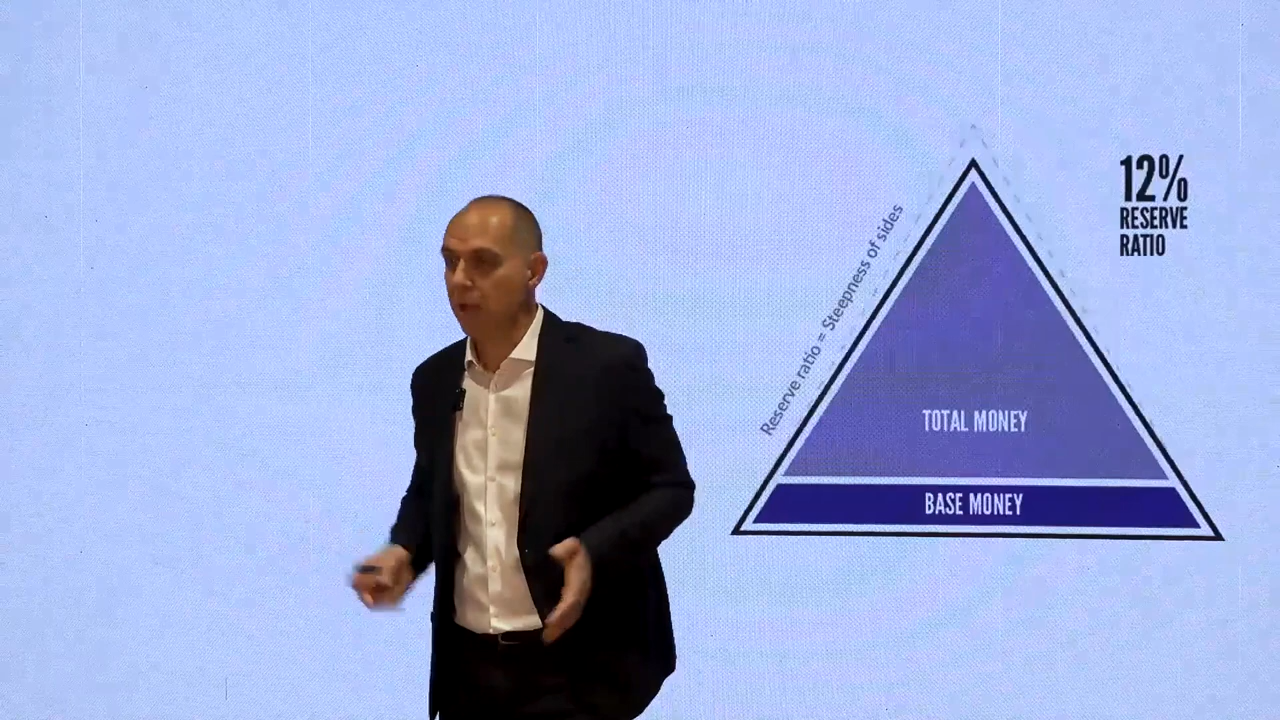 12%
RESERVE
RATIO
Reserve ratio = Steepness of sides
TOTAL MONEY
BASE MONEY